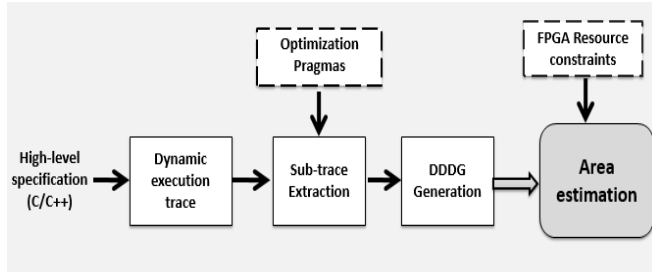 Optimization
Pragmas
FPGA Resource
constraints
High-level
specification
(C/C++)
Dynamic
execution
trace
Sub-trace
Extraction
DDDG
Generation
Area
estimation